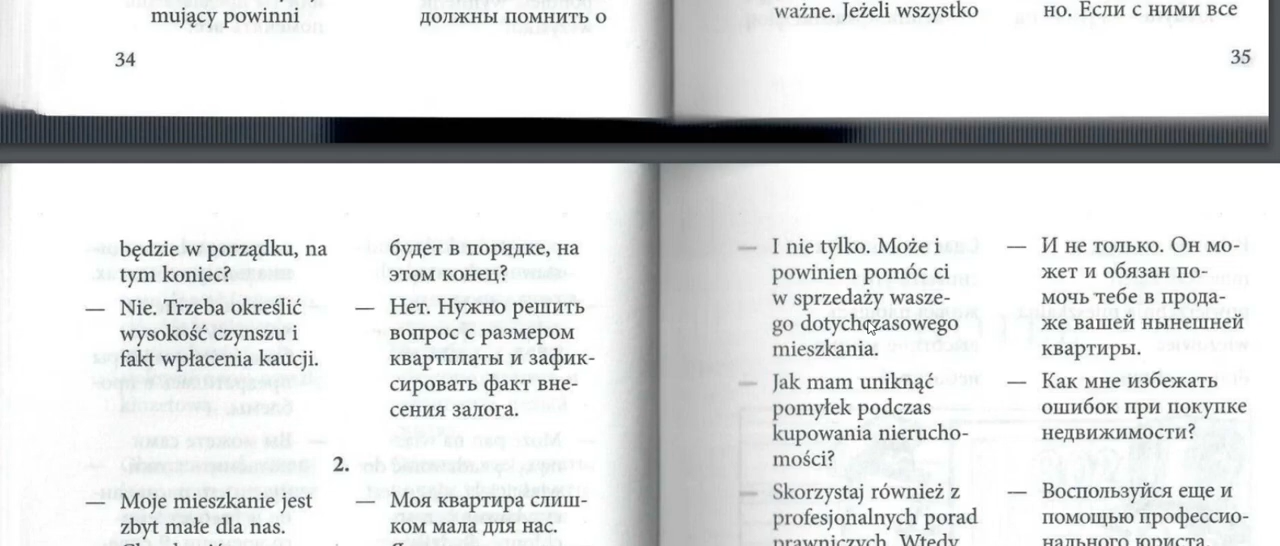 mujący powinni
должны помнить о
34
ważne. Jeżeli wszystko
но. Если с ними все
35
będzie w porządku, na
tym koniec?
— Nie. Trzeba określić
wysokość czynszu i
fakt wpłacenia kaucji.
будет в порядке, на
этом конец?
— Нет. Нужно решить
вопрос с размером
квартплаты и зафик-
сировать факт вне-
сения залога.
2.
— Moje mieszkanie jest
zbyt małe dla nas.
— Моя квартира слиш-
ком мала для нас.
— I nie tylko. Może i
powinien pomóc ci
w sprzedaży wasze-
go dotychczasowego
mieszkania.
— Jak mam uniknąć
pomyłek podczas
kupowania nierucho-
mości?
— Skorzystaj również z
profesjonalnych porad
prawniczych. Wtedy
— И не только. Он мо-
жет и обязан по-
мочь тебе в прода-
же вашей нынешней
квартиры.
— Как мне избежать
ошибок при покупке
недвижимости?
— Воспользуйся еще и
помощью профессио-
нального юриста.